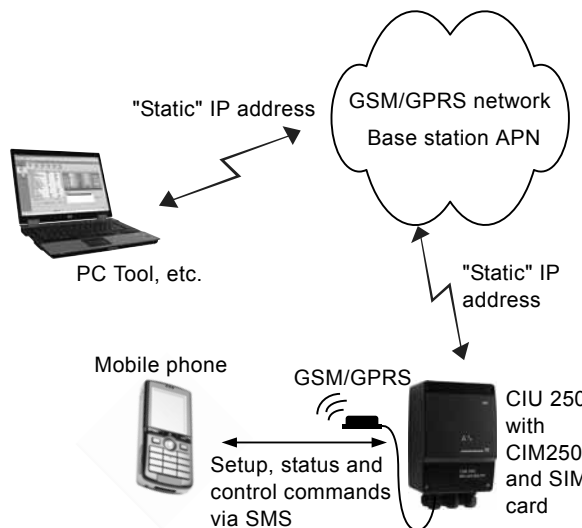 "Static" IP address
GSM/GPRS network
Base station APN
PC Tool, etc.
"Static" IP
address
Mobile phone
GSM/GPRS
Setup, status and
control commands
via SMS
CIU 250
with
CIM250
and SIM
card